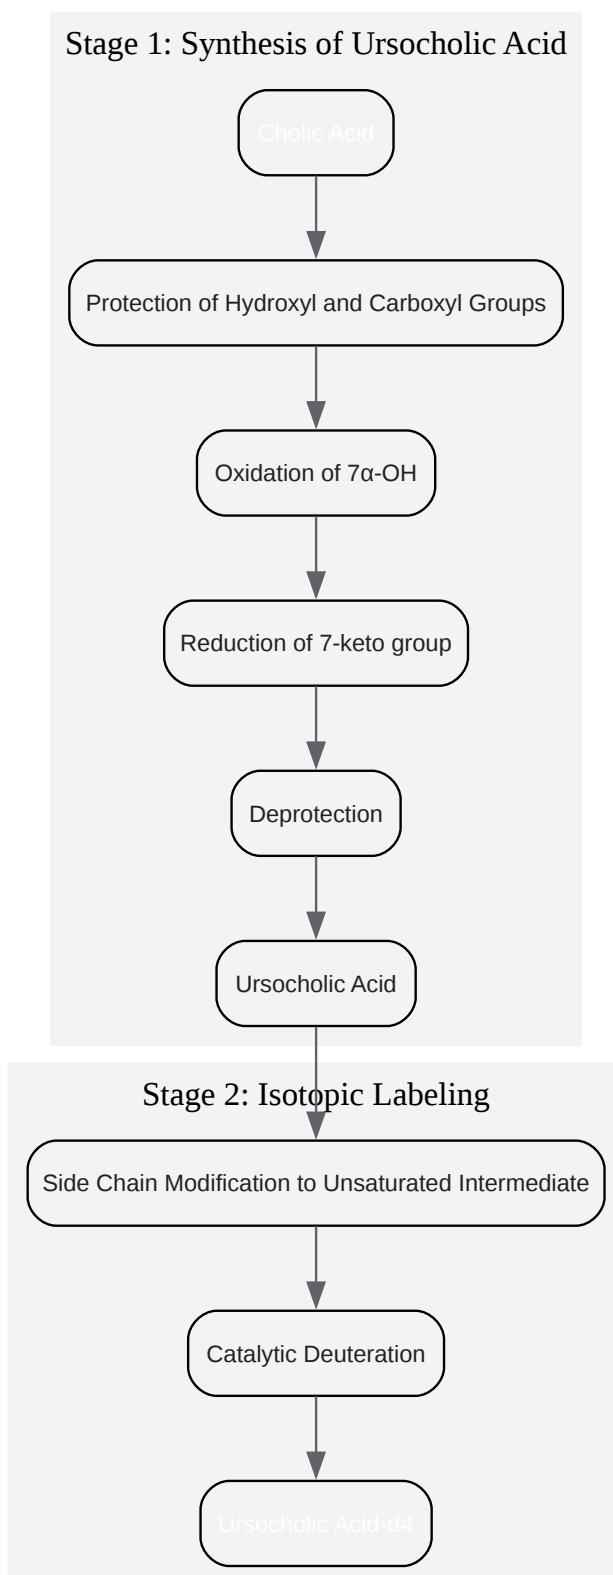 Stage 1: Synthesis of Ursocholic Acid
Cholic Acid
Protection of Hydroxyl and Carboxyl Groups
Oxidation of 7α-OH
Reduction of 7-keto group
Deprotection
Ursocholic Acid
Stage 2: Isotopic Labeling
Side Chain Modification to Unsaturated Intermediate
Catalytic Deuteration
Ursocholic Acid-d4